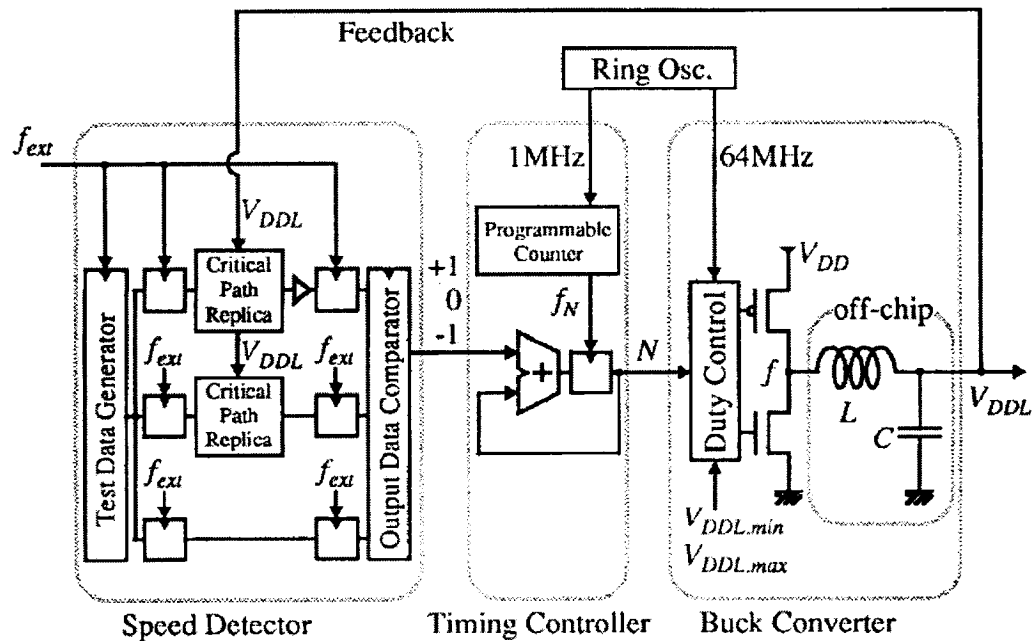 Feedback
Ring Osc.
f_ext
1MHz
64MHz
V_DDL
Programmable
Counter
V_DD
Critical
Path
Replica
+1
0
-1
f_N
off-chip
Test Data Generator
f_ext
V_DDL
f_ext
Output Data Comparator
+
N
Duty Control
f
L
C
V_DDL
Critical
Path
Replica
f_ext
f_ext
V_DDL.min
V_DDL.max
Speed Detector
Timing Controller
Buck Converter